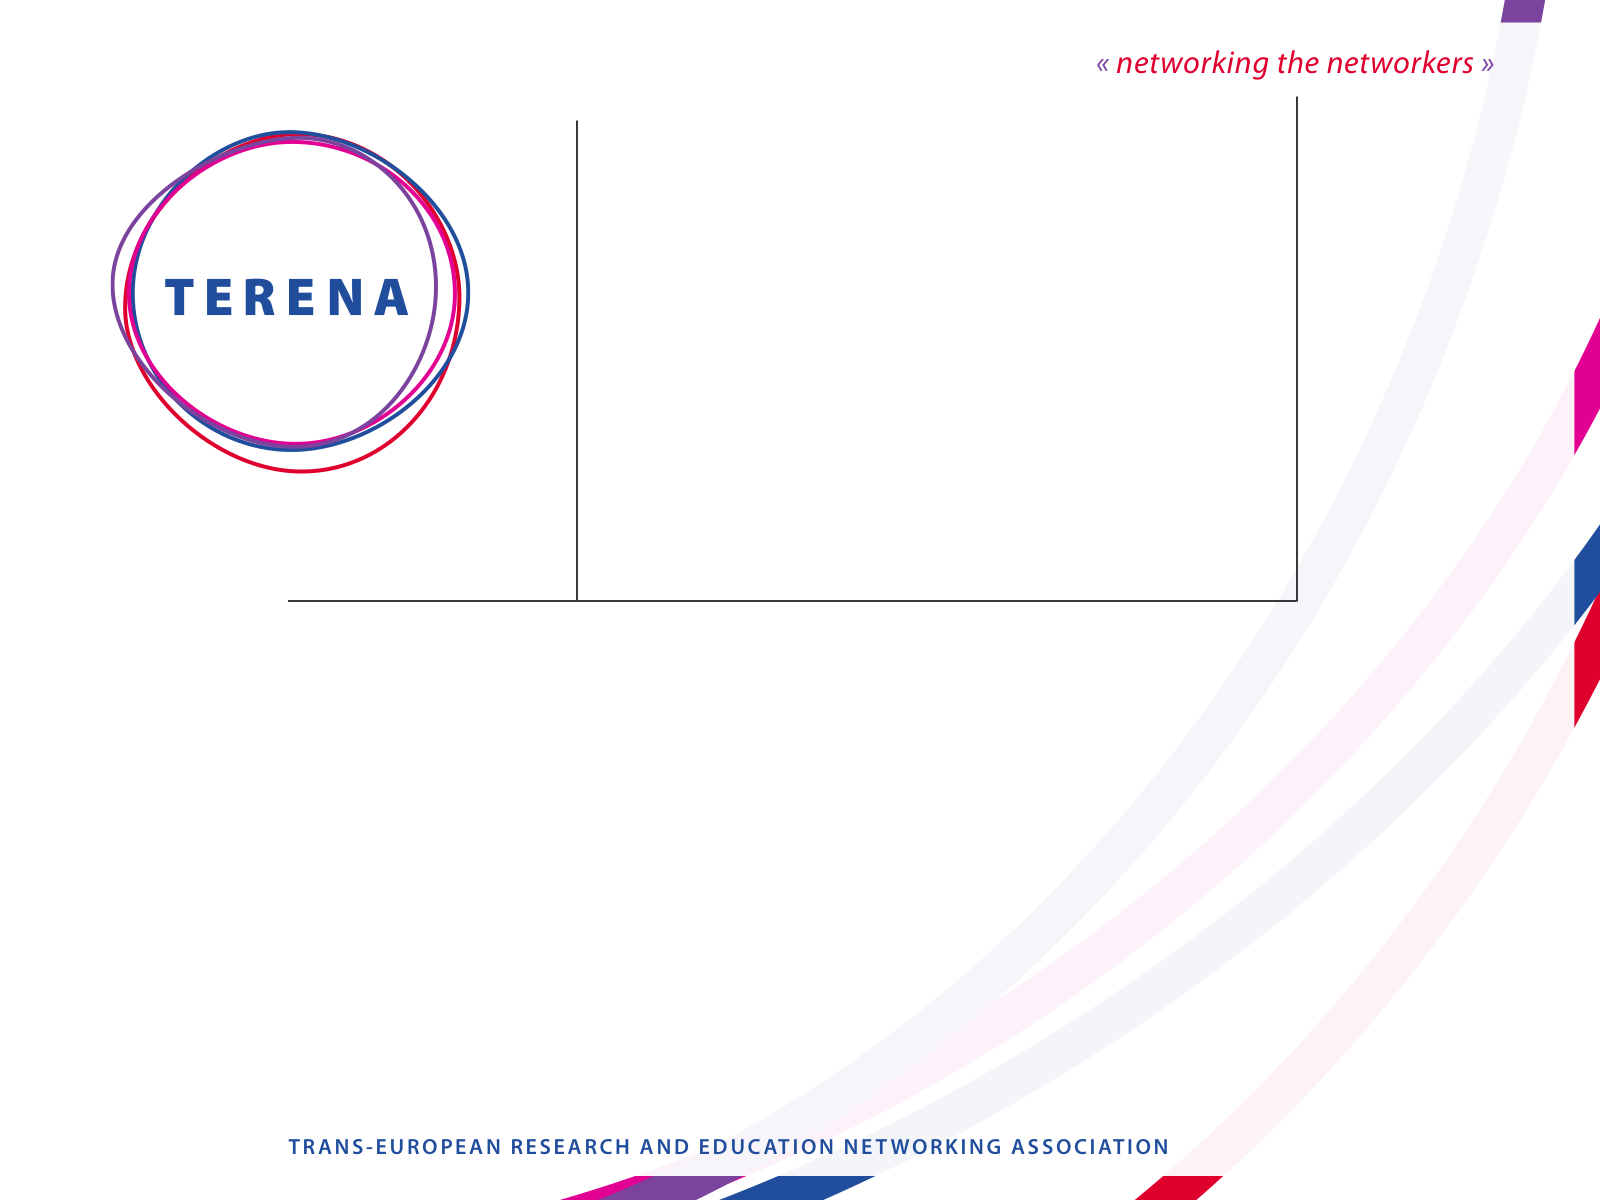 « networking the networkers »
TERENA
TRANS-EUROPEAN RESEARCH AND EDUCATION NETWORKING ASSOCIATION